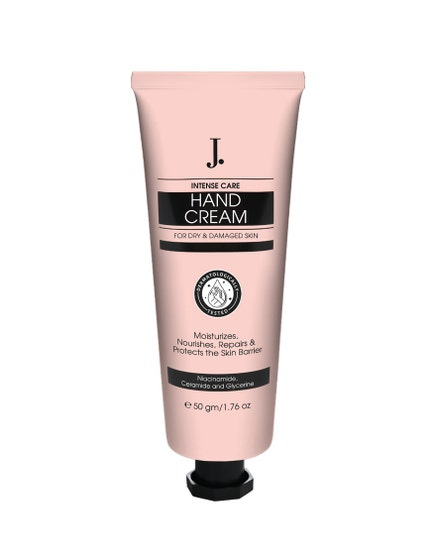 J.
INTENSE CARE
HAND
CREAM
FOR DRY & DAMAGED SKIN
DERMATOLOGICALLY
TESTED
Moisturizes,
Nourishes, Repairs &
Protects the Skin Barrier
Niacinamide,
Ceramide and Glycerine
e 50 gm/1.76 oz